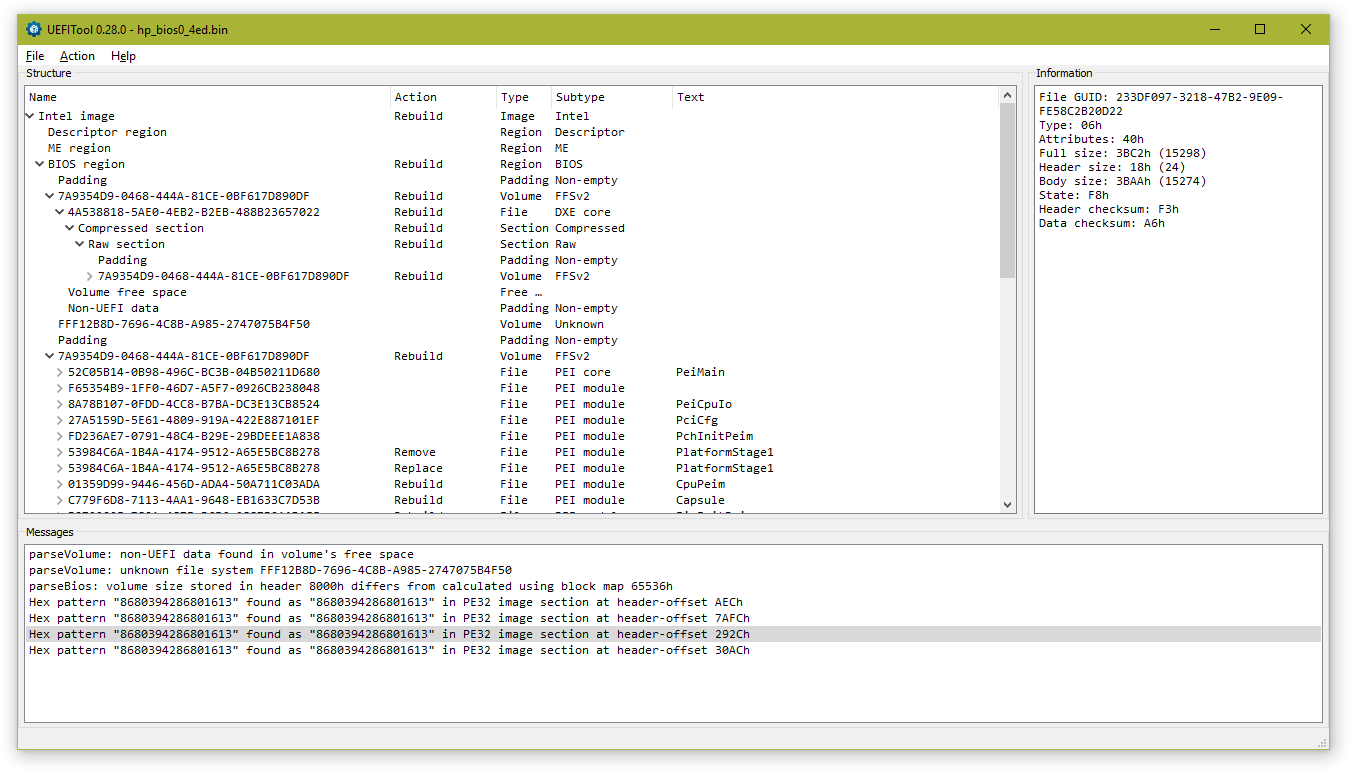 UEFITool 0.28.0 - hp_bios0_4ed.bin
File Action Help
Structure
Name Action Type Subtype Text
Intel image Rebuild Image Intel
Descriptor region Region Descriptor
ME region Region ME
BIOS region Rebuild Region BIOS
Padding Padding Non-empty
7A9354D9-0468-444A-81CE-0BF617D890DF Rebuild Volume FFSv2
4A538818-5AE0-4EB2-B2EB-488B23657022 Rebuild File DXE core
Compressed section Rebuild Section Compressed
Raw section Rebuild Section Raw
Padding Padding Non-empty
7A9354D9-0468-444A-81CE-0BF617D890DF Rebuild Volume FFSv2
Volume free space Free …
Non-UEFI data Padding Non-empty
FFF12B8D-7696-4C8B-A985-2747075B4F50 Volume Unknown
Padding Padding Non-empty
7A9354D9-0468-444A-81CE-0BF617D890DF Rebuild Volume FFSv2
52C05B14-0B98-496C-BC3B-04B50211D680 File PEI core PeiMain
F65354B9-1FF0-46D7-A5F7-0926CB238048 File PEI module
8A78B107-0FDD-4CC8-B7BA-DC3E13CB8524 File PEI module PeiCpuIo
27A5159D-5E61-4809-919A-422E887101EF File PEI module PciCfg
FD236AE7-0791-48C4-B29E-29BDEEE1A838 File PEI module PchInitPeim
53984C6A-1B4A-4174-9512-A65E5BC8B278 Remove File PEI module PlatformStage1
53984C6A-1B4A-4174-9512-A65E5BC8B278 Replace File PEI module PlatformStage1
01359D99-9446-456D-ADA4-50A711C03ADA Rebuild File PEI module CpuPeim
C779F6D8-7113-4AA1-9648-EB1633C7D53B Rebuild File PEI module Capsule
Information
File GUID: 233DF097-3218-47B2-9E09-
FE58C2B20D22
Type: 06h
Attributes: 40h
Full size: 3BC2h (15298)
Header size: 18h (24)
Body size: 3BAAh (15274)
State: F8h
Header checksum: F3h
Data checksum: A6h
Messages
parseVolume: non-UEFI data found in volume's free space
parseVolume: unknown file system FFF12B8D-7696-4C8B-A985-2747075B4F50
parseBios: volume size stored in header 8000h differs from calculated using block map 65536h
Hex pattern "8680394286801613" found as "8680394286801613" in PE32 image section at header-offset AECh
Hex pattern "8680394286801613" found as "8680394286801613" in PE32 image section at header-offset 7AFCh
Hex pattern "8680394286801613" found as "8680394286801613" in PE32 image section at header-offset 292Ch
Hex pattern "8680394286801613" found as "8680394286801613" in PE32 image section at header-offset 30ACh